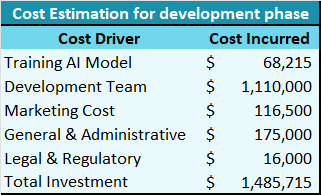 Cost Estimation for development phase
Cost Driver Cost Incurred
Training AI Model $ 68,215
Development Team $ 1,110,000
Marketing Cost $ 116,500
General & Administrative $ 175,000
Legal & Regulatory $ 16,000
Total Investment $ 1,485,715